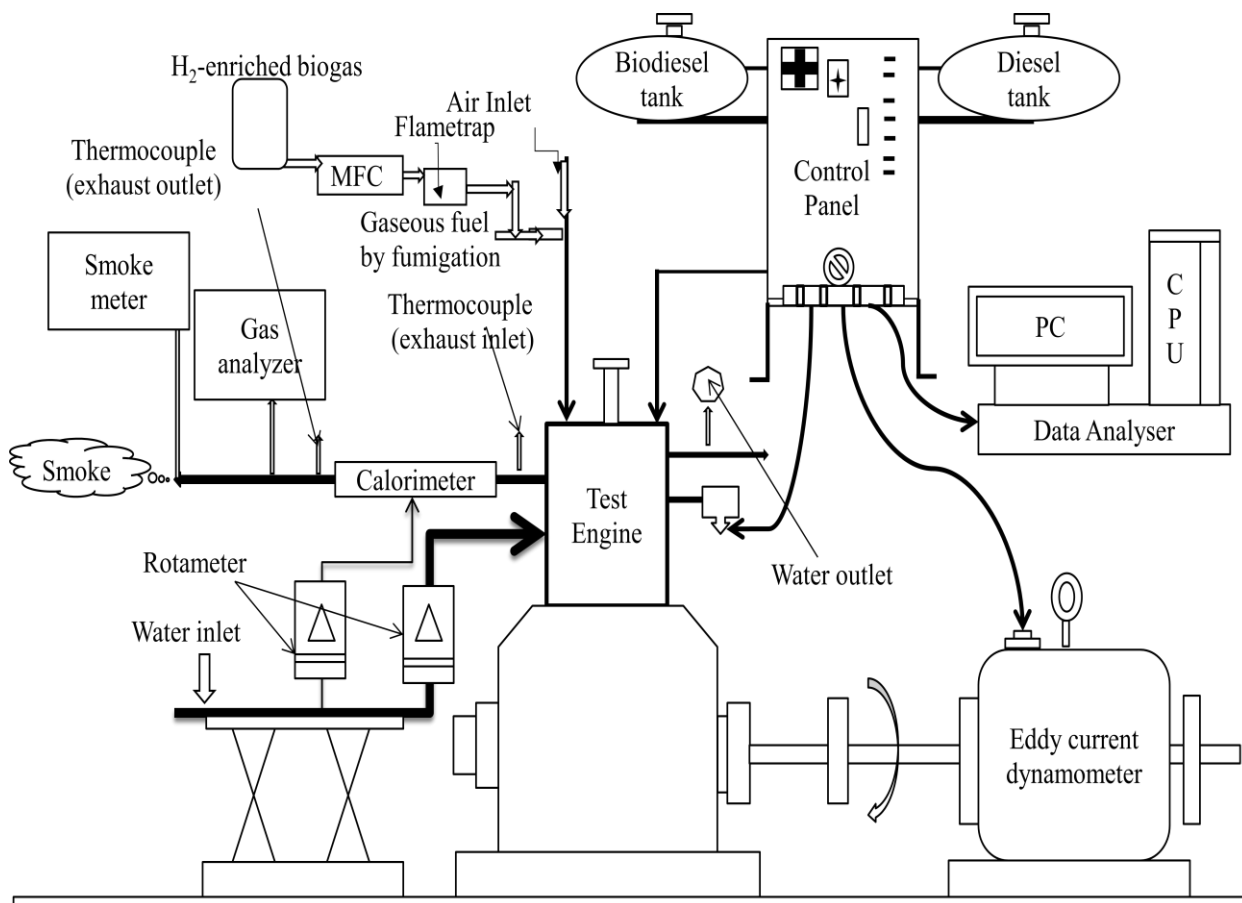 H₂-enriched biogas
Air Inlet
Flametrap
Thermocouple
(exhaust outlet)
MFC
Gaseous fuel
by fumigation
Biodiesel
tank
Diesel
tank
Control
Panel
Smoke
meter
Gas
analyzer
Thermocouple
(exhaust inlet)
PC
C
P
U
Data Analyser
Smoke
Calorimeter
Test
Engine
Water outlet
Rotameter
Water inlet
Eddy current
dynamometer